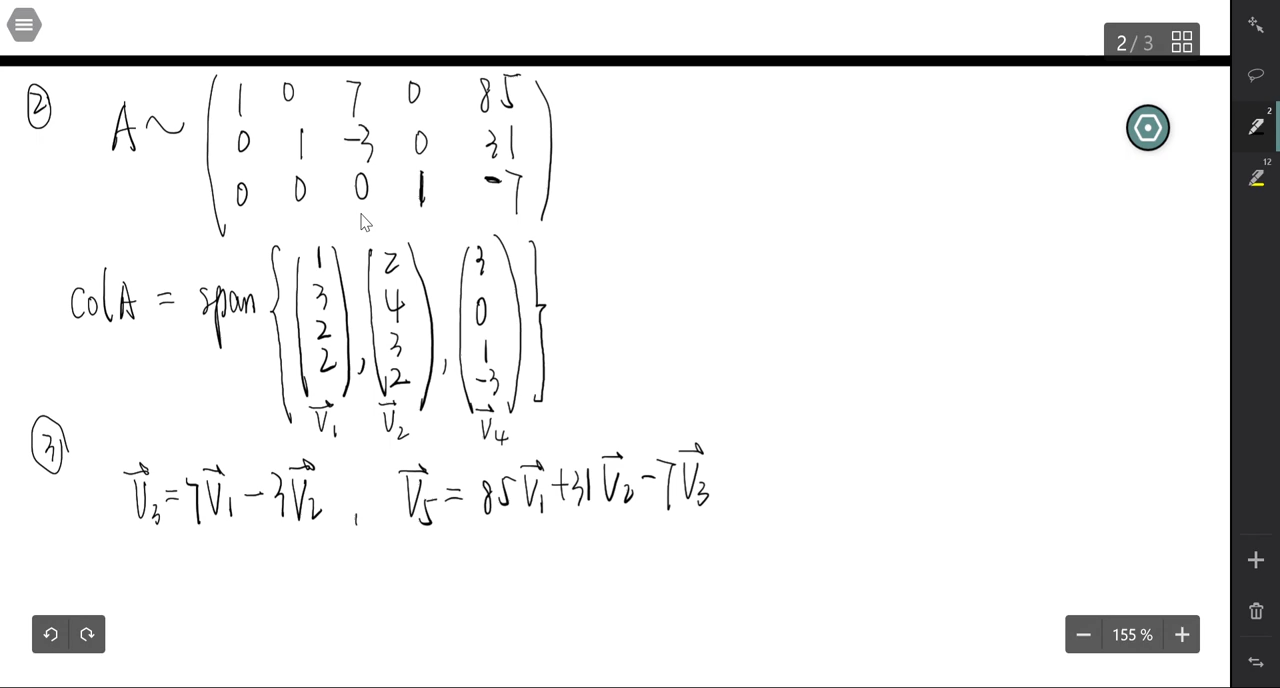 2 / 3
2
12
② A ~ ( 1 0 7 0 85
0 1 -3 0 31
0 0 0 1 -7 )
ColA = span { ( 1 3 2 2 ) , ( 2 4 3 2 ) , ( 3 0 1 -3 ) }
V⃗₁ V⃗₂ V⃗₄
③
V⃗₃ = 7V⃗₁ - 3V⃗₂ , V⃗₅ = 85V⃗₁ + 31V⃗₂ - 7V⃗₃
155 %